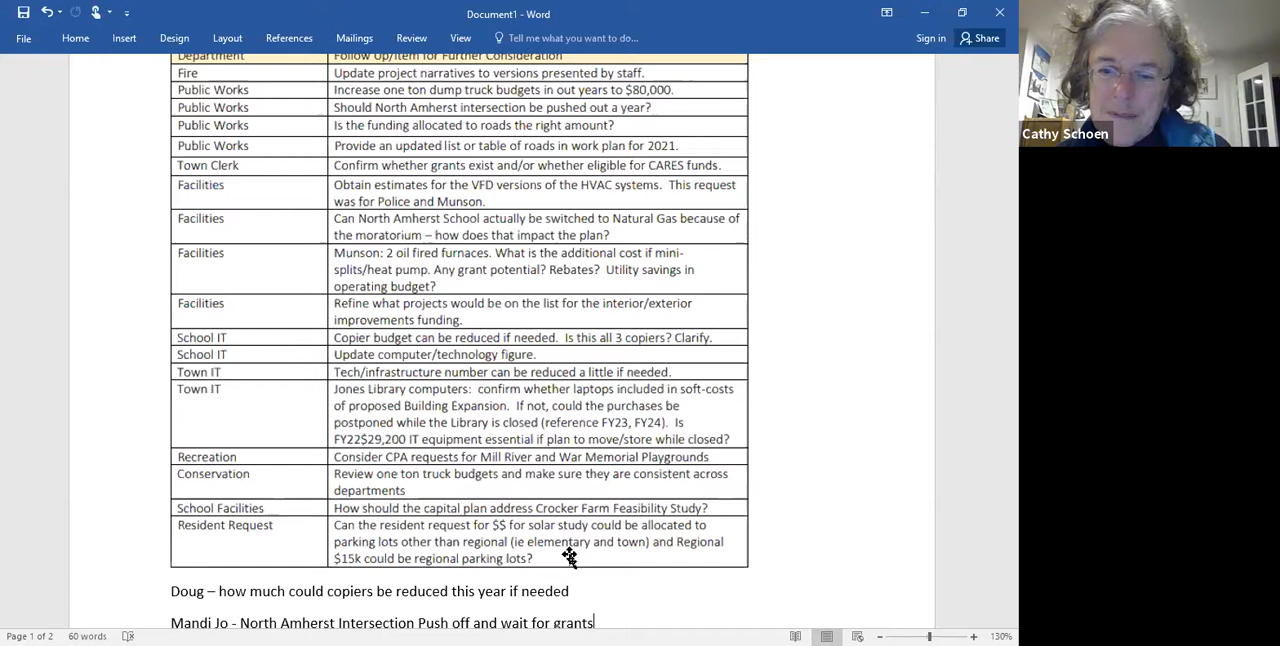 Document1 - Word
File Home Insert Design Layout References Mailings Review View Tell me what you want to do... Sign in Share
Department Follow Up/Item for Further Consideration
Fire Update project narratives to versions presented by staff.
Public Works Increase one ton dump truck budgets in out years to $80,000.
Public Works Should North Amherst intersection be pushed out a year?
Public Works Is the funding allocated to roads the right amount?
Public Works Provide an updated list or table of roads in work plan for 2021.
Town Clerk Confirm whether grants exist and/or whether eligible for CARES funds.
Facilities Obtain estimates for the VFD versions of the HVAC systems. This request
was for Police and Munson.
Facilities Can North Amherst School actually be switched to Natural Gas because of
the moratorium – how does that impact the plan?
Facilities Munson: 2 oil fired furnaces. What is the additional cost if mini-
splits/heat pump. Any grant potential? Rebates? Utility savings in
operating budget?
Facilities Refine what projects would be on the list for the interior/exterior
improvements funding.
School IT Copier budget can be reduced if needed. Is this all 3 copiers? Clarify.
School IT Update computer/technology figure.
Town IT Tech/infrastructure number can be reduced a little if needed.
Town IT Jones Library computers: confirm whether laptops included in soft-costs
of proposed Building Expansion. If not, could the purchases be
postponed while the Library is closed (reference FY23, FY24). Is
FY22$29,200 IT equipment essential if plan to move/store while closed?
Recreation Consider CPA requests for Mill River and War Memorial Playgrounds
Conservation Review one ton truck budgets and make sure they are consistent across
departments
School Facilities How should the capital plan address Crocker Farm Feasibility Study?
Resident Request Can the resident request for $$ for solar study could be allocated to
parking lots other than regional (ie elementary and town) and Regional
$15k could be regional parking lots?
Doug – how much could copiers be reduced this year if needed
Mandi Jo - North Amherst Intersection Push off and wait for grants
Page 1 of 2 60 words 130%
Cathy Schoen